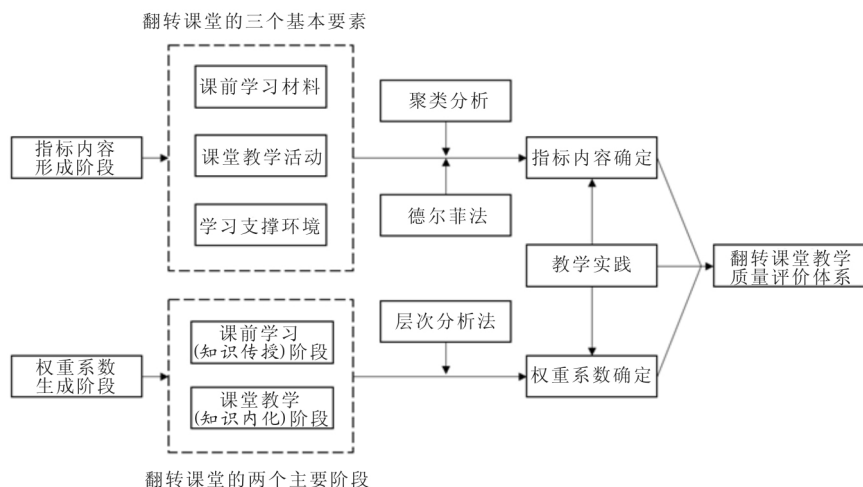 翻转课堂的三个基本要素
课前学习材料
课堂教学活动
学习支撑环境
指标内容
形成阶段
聚类分析
德尔菲法
指标内容确定
教学实践
翻转课堂教学
质量评价体系
权重系数
生成阶段
课前学习
(知识传授)阶段
课堂教学
(知识内化)阶段
层次分析法
权重系数确定
翻转课堂的两个主要阶段